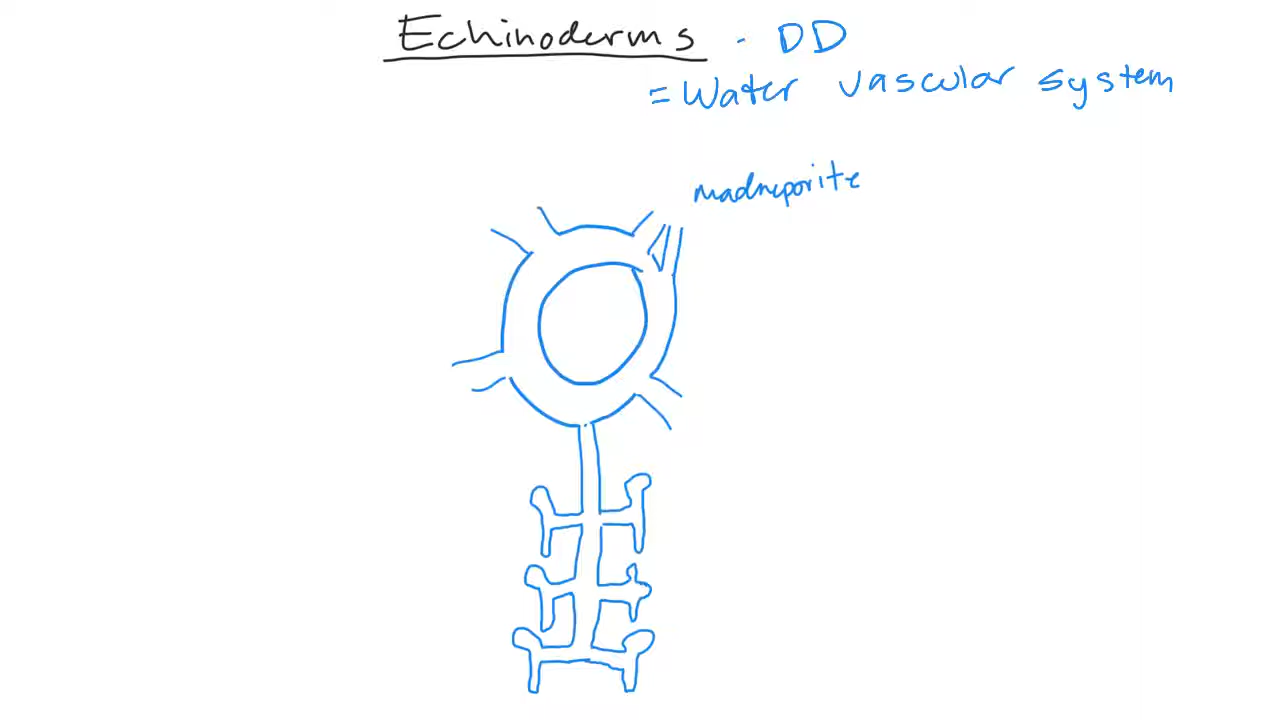 Echinoderms - DD
= Water vascular system
madreporite